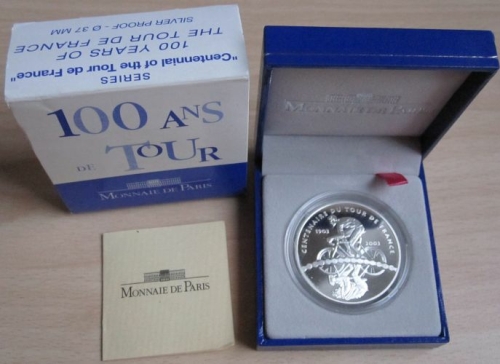 SERIES
"Centennial of the Tour de France"
100 YEARS OF
THE TOUR DE FRANCE
SILVER PROOF - Ø 37 MM
100 ANS
DE TOUR
MONNAIE DE PARIS
MONNAIE DE PARIS
MONNAIE DE PARIS
CENTENAIRE DU TOUR DE FRANCE
1903
2003